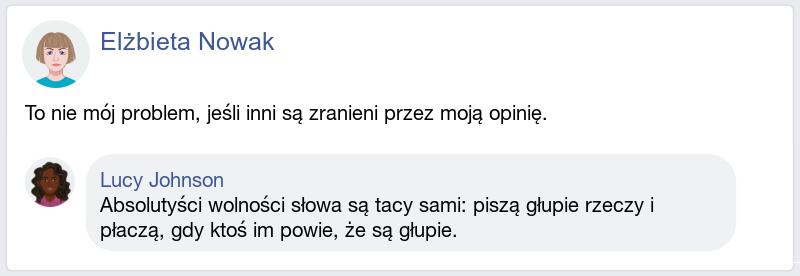 Elżbieta Nowak
To nie mój problem, jeśli inni są zranieni przez moją opinię.
Lucy Johnson
Absolutyści wolności słowa są tacy sami: piszą głupie rzeczy i
płaczą, gdy ktoś im powie, że są głupie.